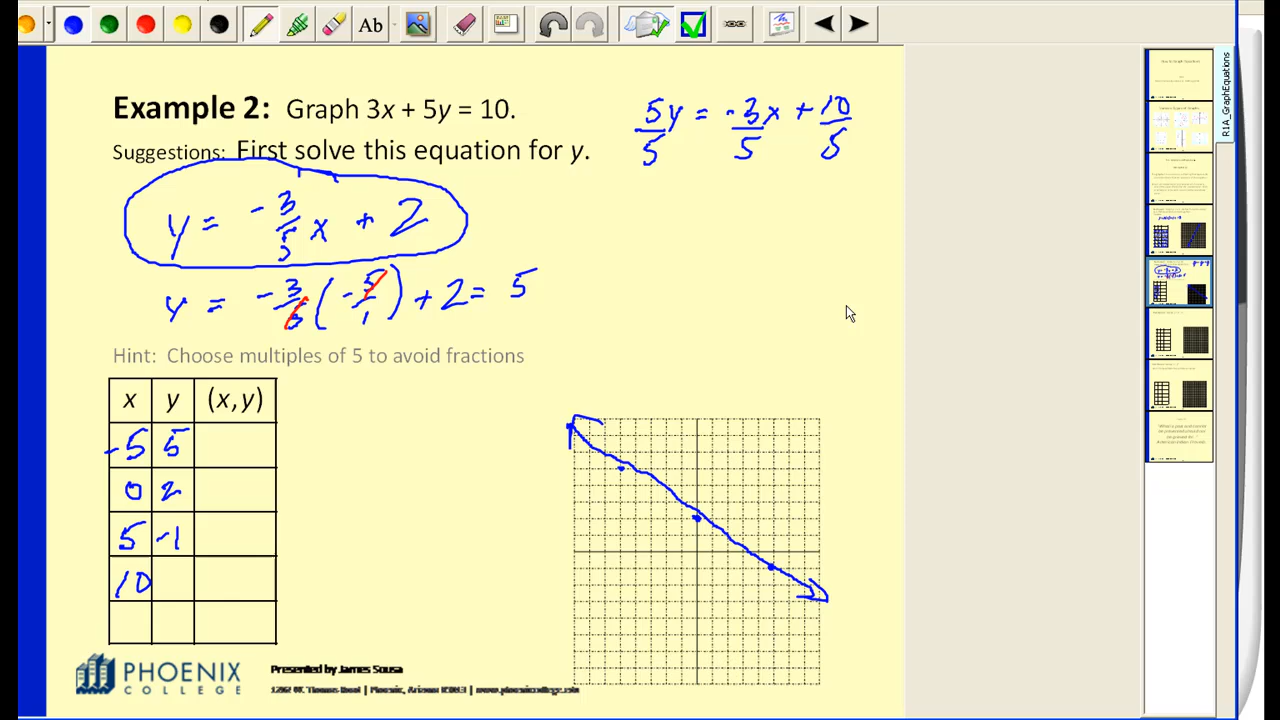 Ab
R1A_GraphEquations
Example 2: Graph 3x + 5y = 10.
5y/5 = -3x/5 + 10/5
Suggestions: First solve this equation for y.
y = -3/5 x + 2
y = -3/5 (-5/1) + 2 = 5
Hint: Choose multiples of 5 to avoid fractions
x y (x,y)
-5 5
0 2
5 -1
10
PHOENIX
COLLEGE
Presented by James Sousa